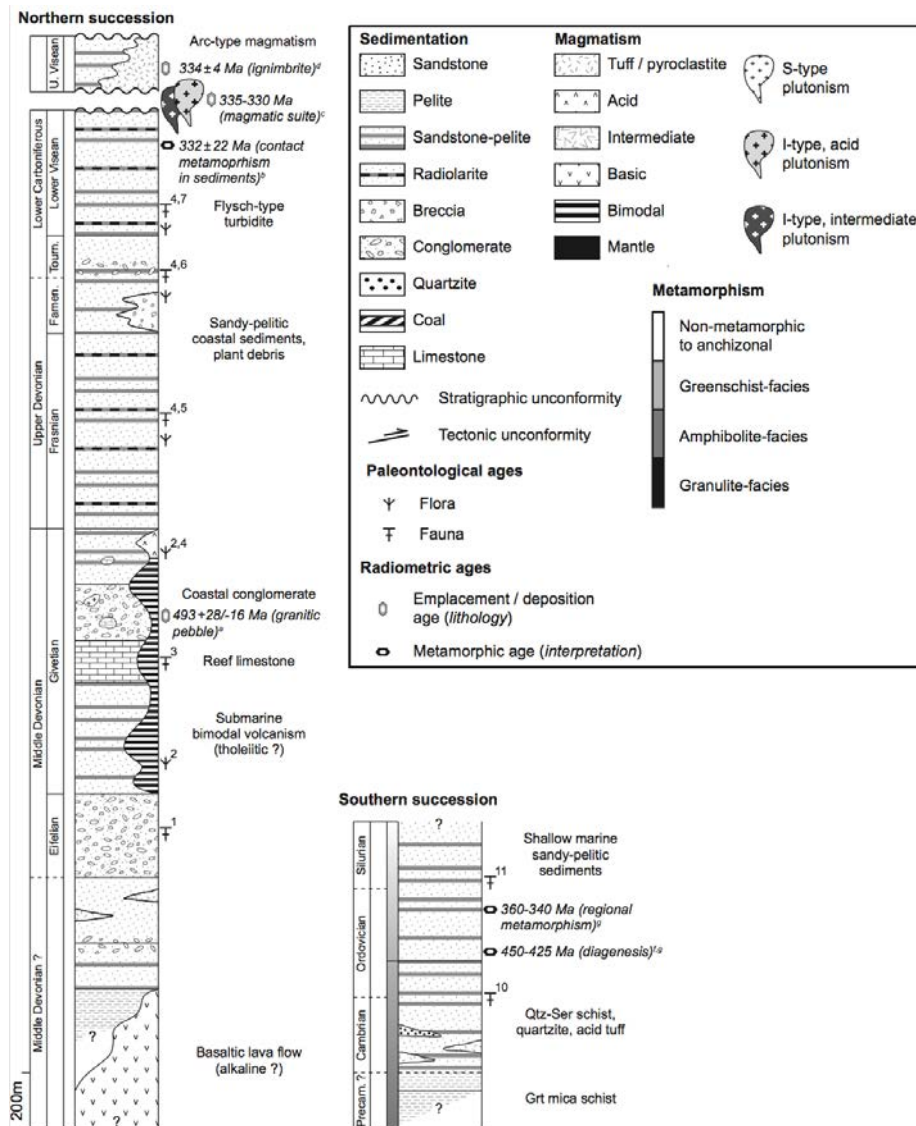 Northern succession
U. Visean
Arc-type magmatism
334 ± 4 Ma (ignimbrite)d
335-330 Ma
(magmatic suite)c
Lower Carboniferous
Lower Visean
332 ± 22 Ma (contact
metamoprhism
in sediments)b
4,7
Flysch-type
turbidite
Tourn.
4,6
Upper Devonian
Famen.
Sandy-pelitic
coastal sediments,
plant debris
Frasnian
4,5
Middle Devonian
Givetian
2,4
Coastal conglomerate
493 +28/-16 Ma (granitic
pebble)a
3
Reef limestone
Submarine
bimodal volcanism
(tholeiitic ?)
2
Eifelian
1
Middle Devonian ?
?
Basaltic lava flow
(alkaline ?)
?
200m
Sedimentation
Sandstone
Pelite
Sandstone-pelite
Radiolarite
Breccia
Conglomerate
Quartzite
Coal
Limestone
Stratigraphic unconformity
Tectonic unconformity
Paleontological ages
Flora
Fauna
Radiometric ages
Emplacement / deposition
age (lithology)
Metamorphic age (interpretation)
Magmatism
Tuff / pyroclastite
Acid
Intermediate
Basic
Bimodal
Mantle
S-type
plutonism
I-type, acid
plutonism
I-type, intermediate
plutonism
Metamorphism
Non-metamorphic
to anchizonal
Greenschist-facies
Amphibolite-facies
Granulite-facies
Southern succession
Silurian
?
Shallow marine
sandy-pelitic
sediments
11
Ordovician
360-340 Ma (regional
metamorphism)g
450-425 Ma (diagenesis)f-g
10
Cambrian
Qtz-Ser schist,
quartzite, acid tuff
Precam. ?
Grt mica schist
?